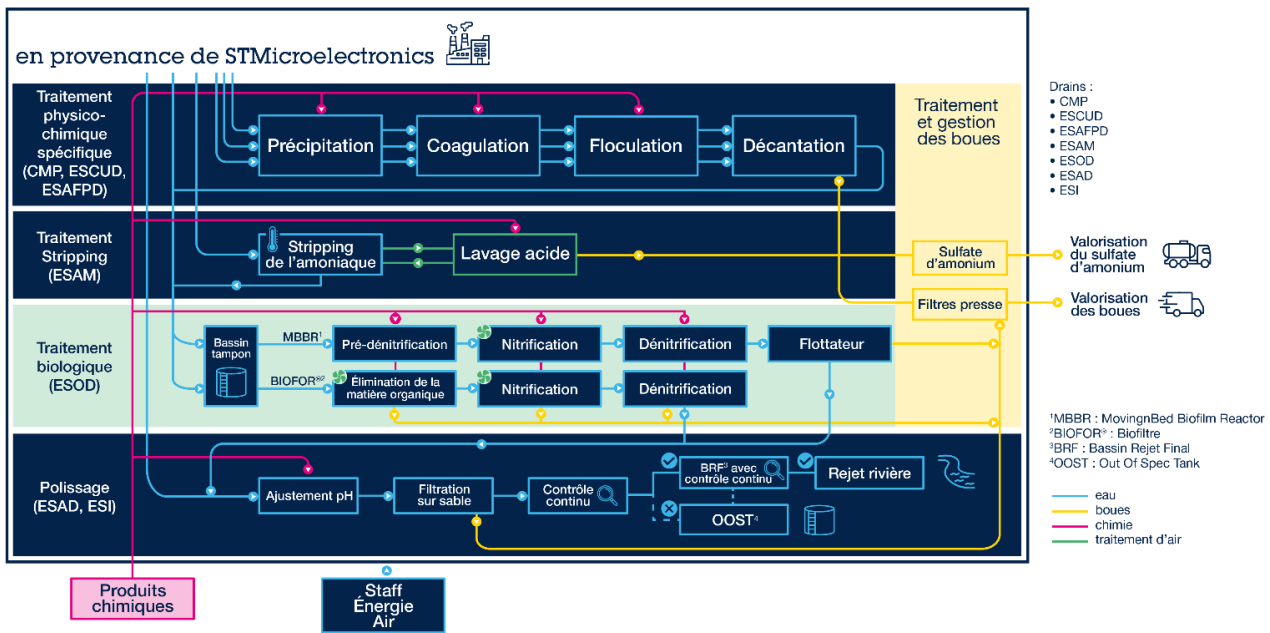 en provenance de STMicroelectronics
Traitement
physico-
chimique
spécifique
(CMP, ESCUD,
ESAFPD)
Précipitation
Coagulation
Floculation
Décantation
Traitement
et gestion
des boues
Drains :
• CMP
• ESCUD
• ESAFPD
• ESAM
• ESOD
• ESAD
• ESI
Traitement
Stripping
(ESAM)
Stripping
de l'amoniaque
Lavage acide
Sulfate
d'amonium
Valorisation
du sulfate
d'amonium
Filtres presse
Valorisation
des boues
Traitement
biologique
(ESOD)
Bassin
tampon
MBBR¹
Pré-dénitrification
Nitrification
Dénitrification
Flottateur
BIOFOR®²
Élimination de la
matière organique
Nitrification
Dénitrification
¹MBBR : MovingnBed Biofilm Reactor
²BIOFOR® : Biofiltre
³BRF : Bassin Rejet Final
⁴OOST : Out Of Spec Tank
Polissage
(ESAD, ESI)
Ajustement pH
Filtration
sur sable
Contrôle
continu
BRF³ avec
contrôle continu
Rejet rivière
OOST⁴
eau
boues
chimie
traitement d'air
Produits
chimiques
Staff
Énergie
Air